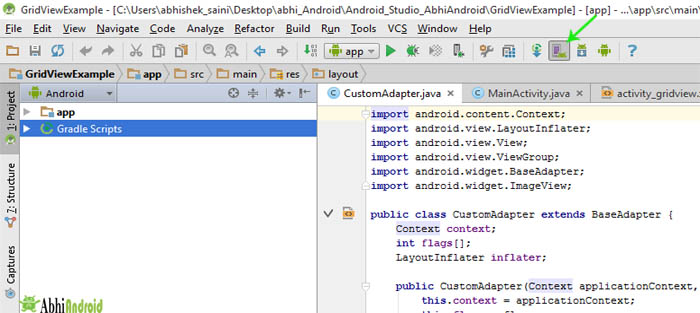 GridViewExample - [C:\Users\abhishek_saini\Desktop\abhi_Android\Android_Studio_AbhiAndroid\GridViewExample] - [app] - ...\app\src\main\
File Edit View Navigate Code Analyze Refactor Build Run Tools VCS Window Help
app
GridViewExample app src main res layout
1: Project
7: Structure
Captures
Android
app
Gradle Scripts
CustomAdapter.java MainActivity.java activity_gridview.
import android.content.Context;
import android.view.LayoutInflater;
import android.view.View;
import android.view.ViewGroup;
import android.widget.BaseAdapter;
import android.widget.ImageView;
public class CustomAdapter extends BaseAdapter {
Context context;
int flags[];
LayoutInflater inflater;
public CustomAdapter(Context applicationContext,
this.context = applicationContext;
AbhiAndroid